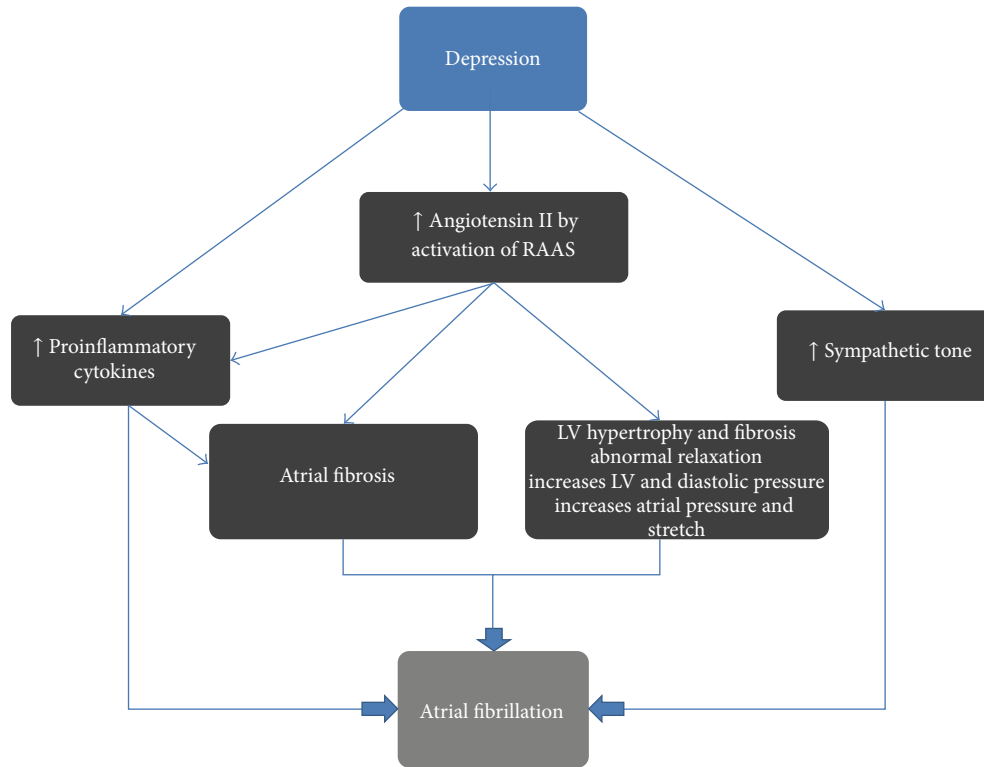 Depression
↑ Angiotensin II by
activation of RAAS
↑ Proinflammatory
cytokines
↑ Sympathetic tone
Atrial fibrosis
LV hypertrophy and fibrosis
abnormal relaxation
increases LV and diastolic pressure
increases atrial pressure and
stretch
Atrial fibrillation